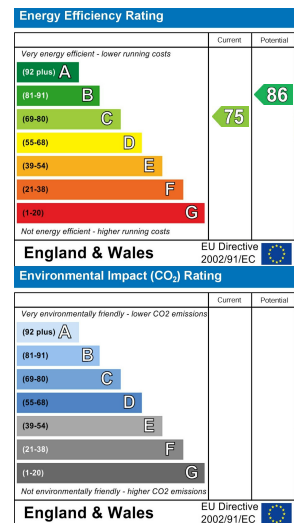 Energy Efficiency Rating
Current Potential
Very energy efficient - lower running costs
(92 plus) A
(81-91) B
(69-80) C
(55-68) D
(39-54) E
(21-38) F
(1-20) G
75
86
Not energy efficient - higher running costs
England & Wales
EU Directive
2002/91/EC
Environmental Impact (CO₂) Rating
Current Potential
Very environmentally friendly - lower CO2 emissions
(92 plus) A
(81-91) B
(69-80) C
(55-68) D
(39-54) E
(21-38) F
(1-20) G
Not environmentally friendly - higher CO2 emissions
England & Wales
EU Directive
2002/91/EC